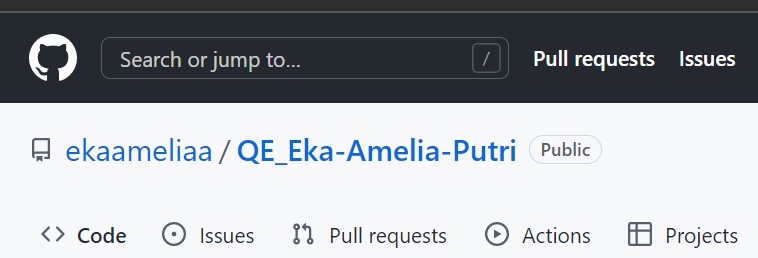 Search or jump to... / Pull requests Issues
ekaameliaa / QE_Eka-Amelia-Putri Public
Code Issues Pull requests Actions Projects